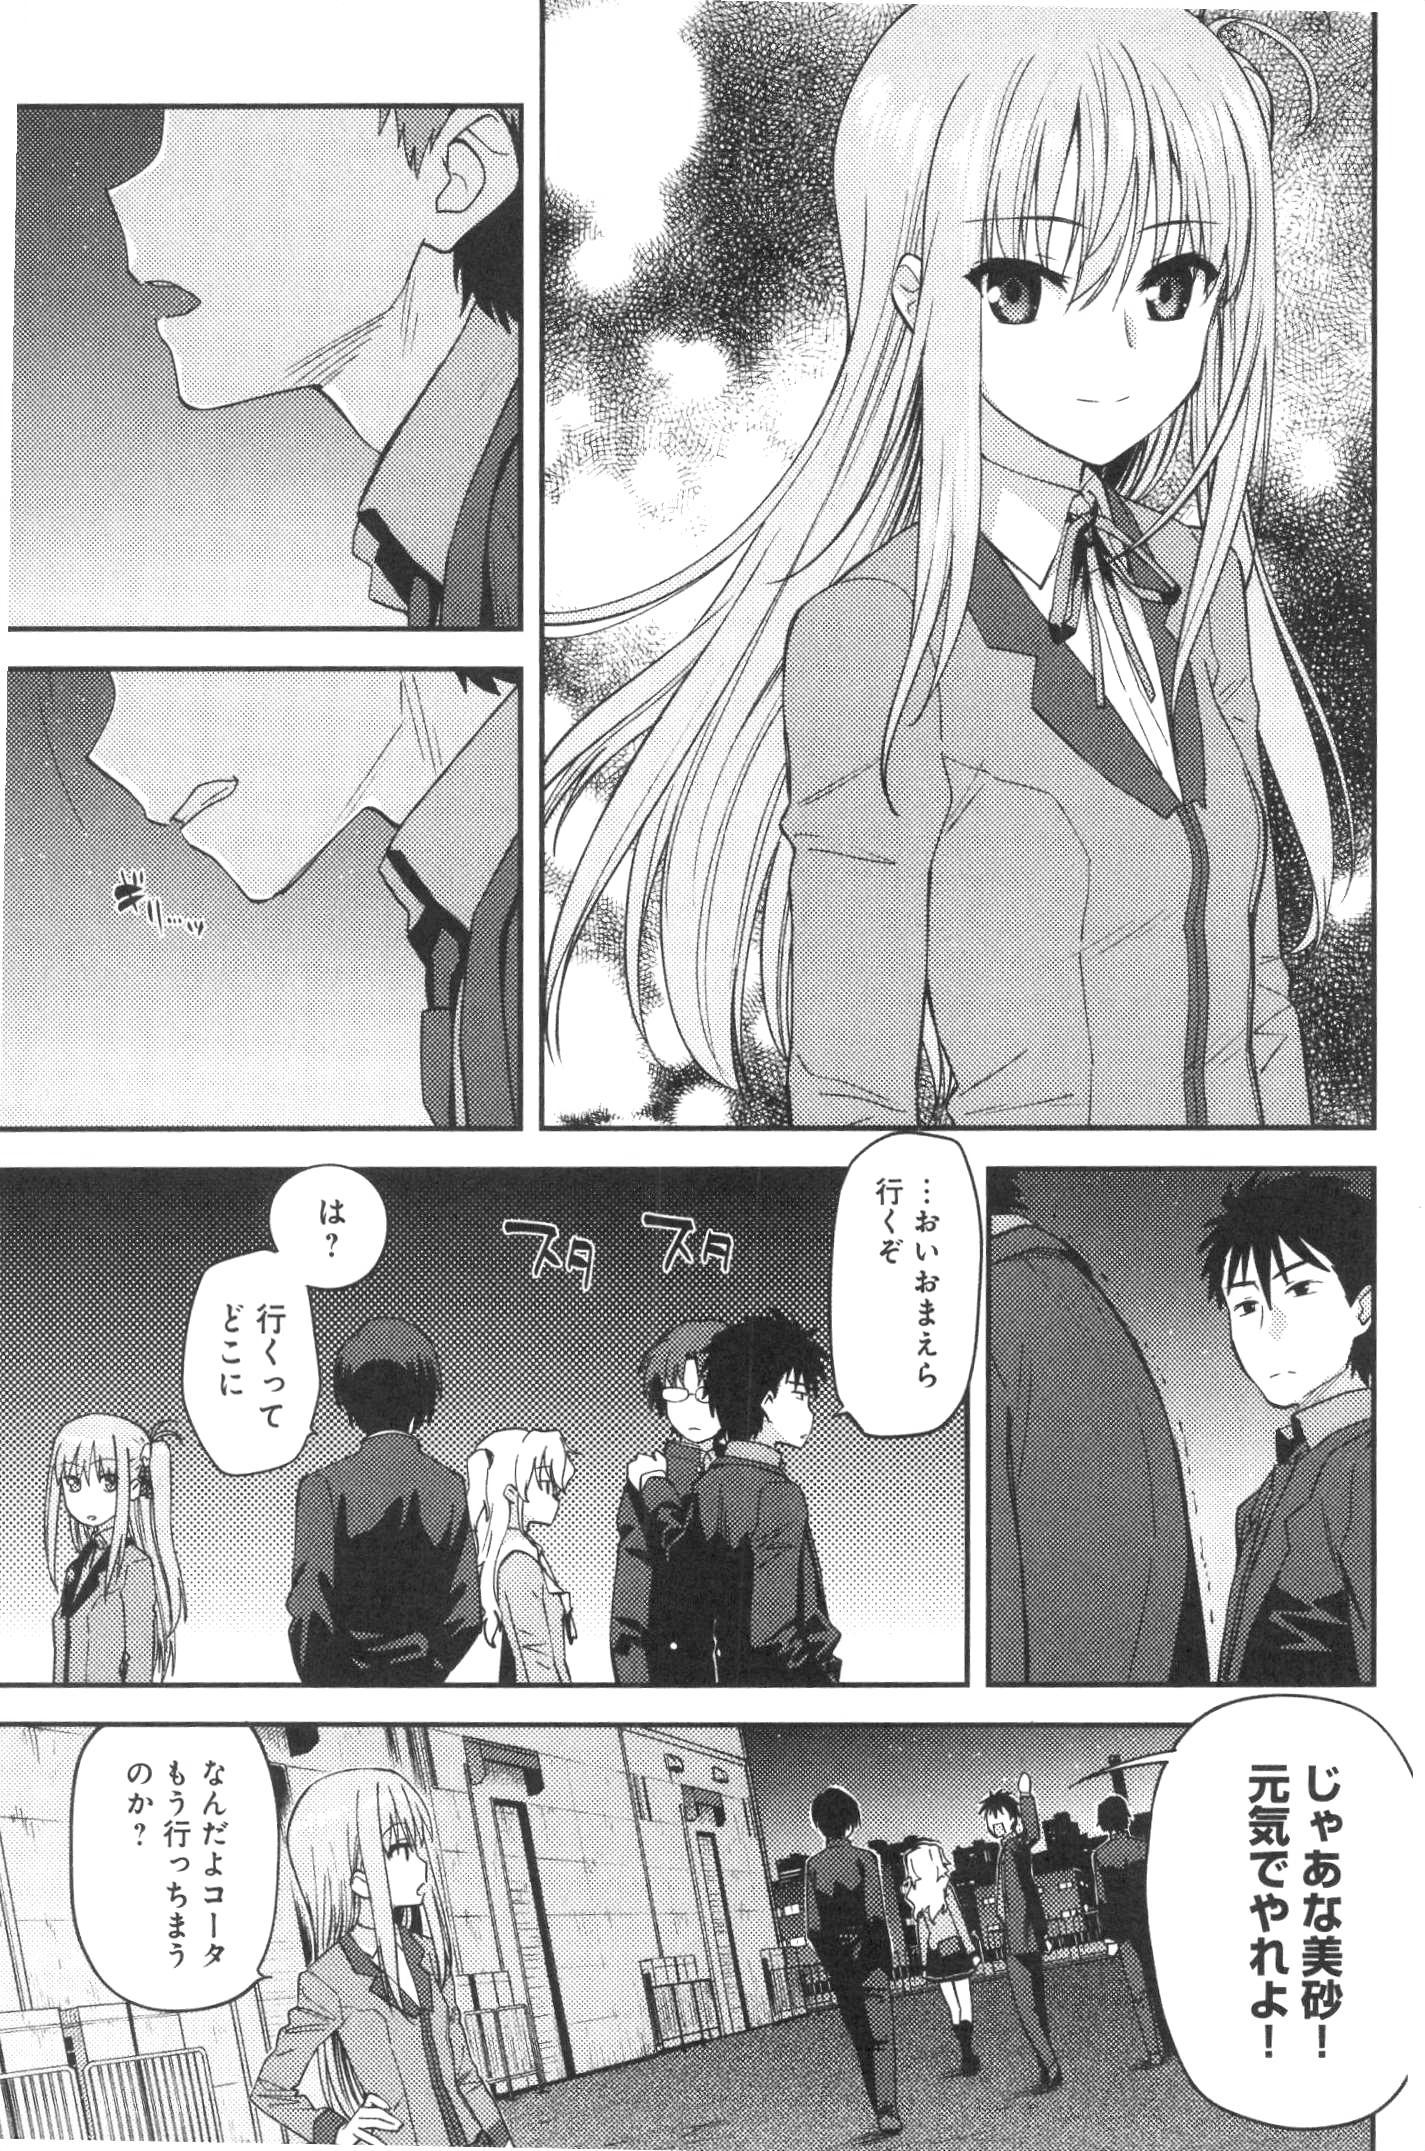 ギリ…ッ
…おいおまえら
行くぞ
スタ
スタ
は?
行くって
どこに
じゃあな美砂!
元気でやれよ!
なんだよコータ
もう行っちまう
のか?